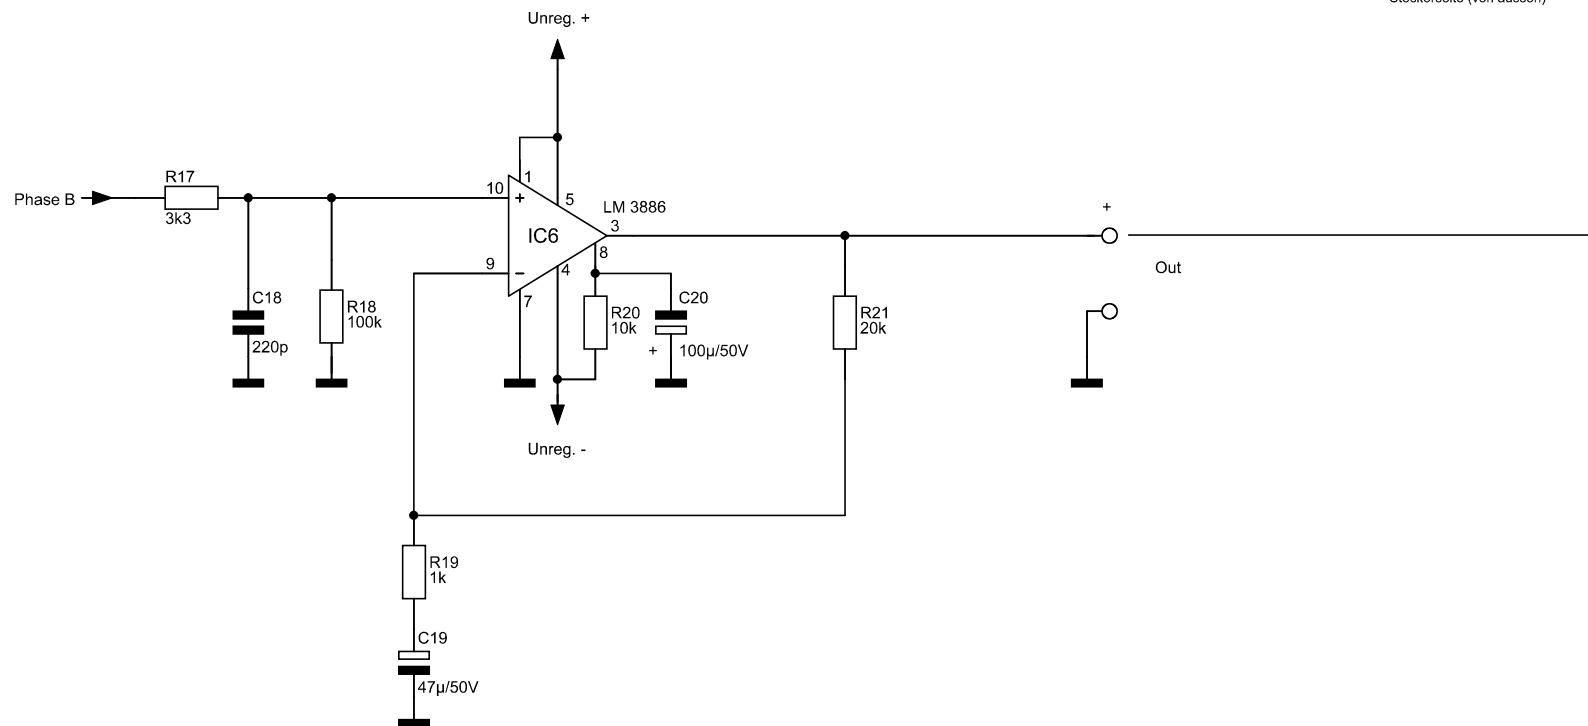 Unreg. +
Phase B
R17
3k3
10
+
1
5
LM 3886
3
IC6
9
−
4
8
7
C18
220p
R18
100k
R20
10k
C20
+
100µ/50V
R21
20k
+
Out
Unreg. -
R19
1k
C19
47µ/50V